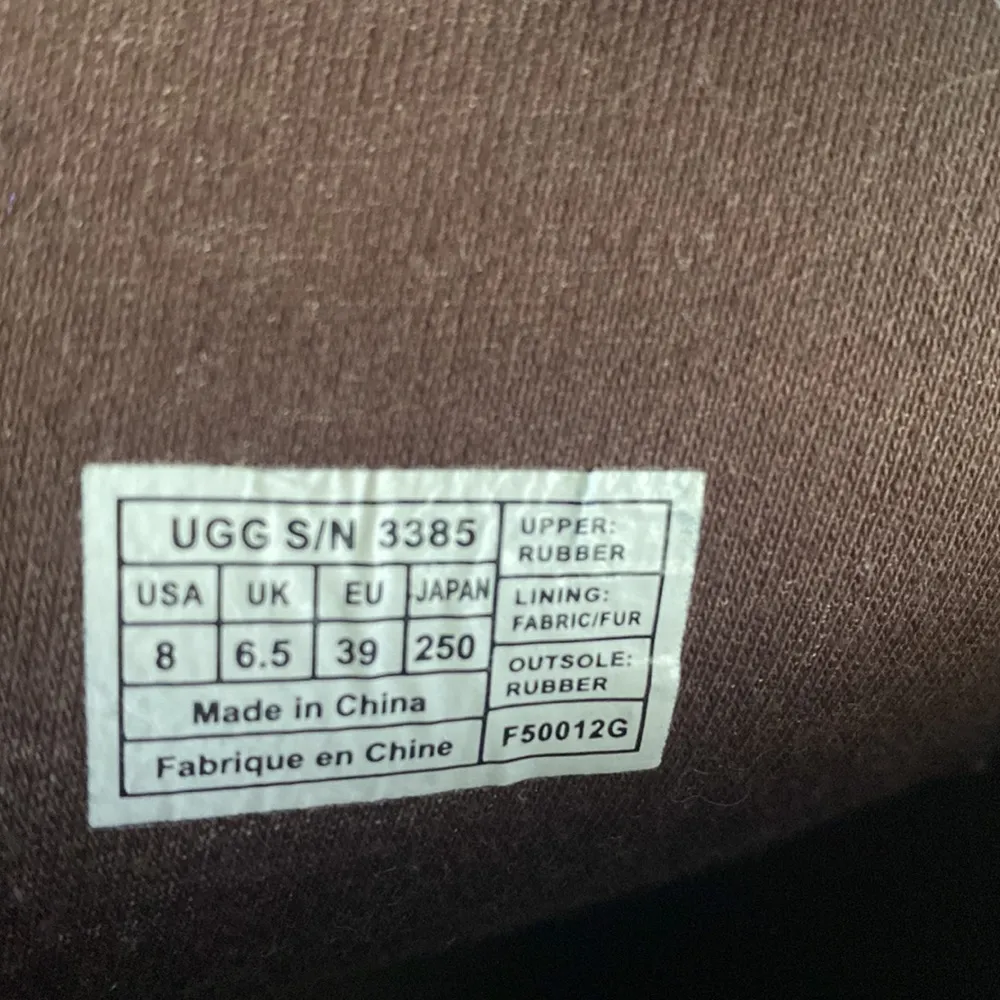 UGG S/N 3385
USA UK EU JAPAN
8 6.5 39 250
Made in China
Fabrique en Chine
UPPER:
RUBBER
LINING:
FABRIC/FUR
OUTSOLE:
RUBBER
F50012G